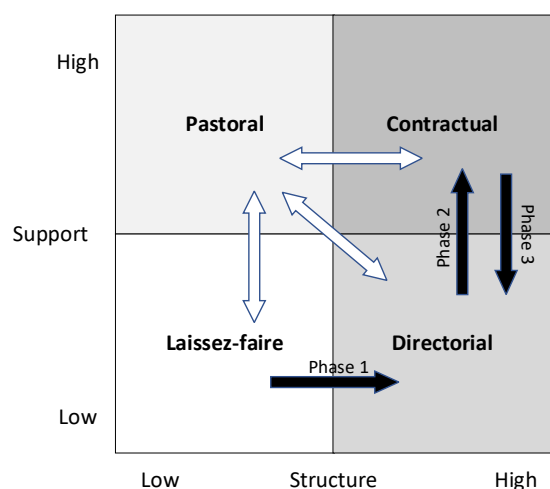 High
Pastoral
Contractual
Phase 2
Phase 3
Support
Laissez-faire
Directorial
Phase 1
Low
Low
Structure
High